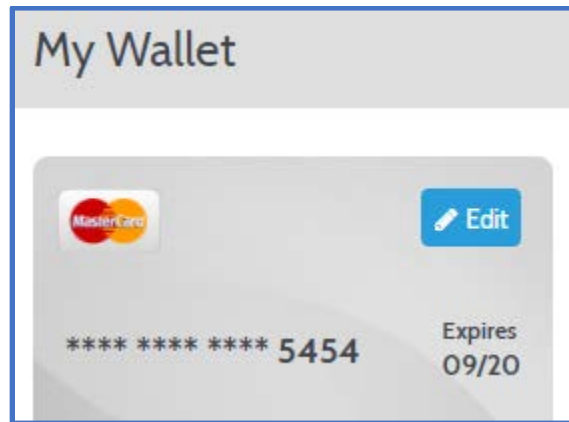 My Wallet
MasterCard
Edit
Expires
**** **** **** 5454
09/20